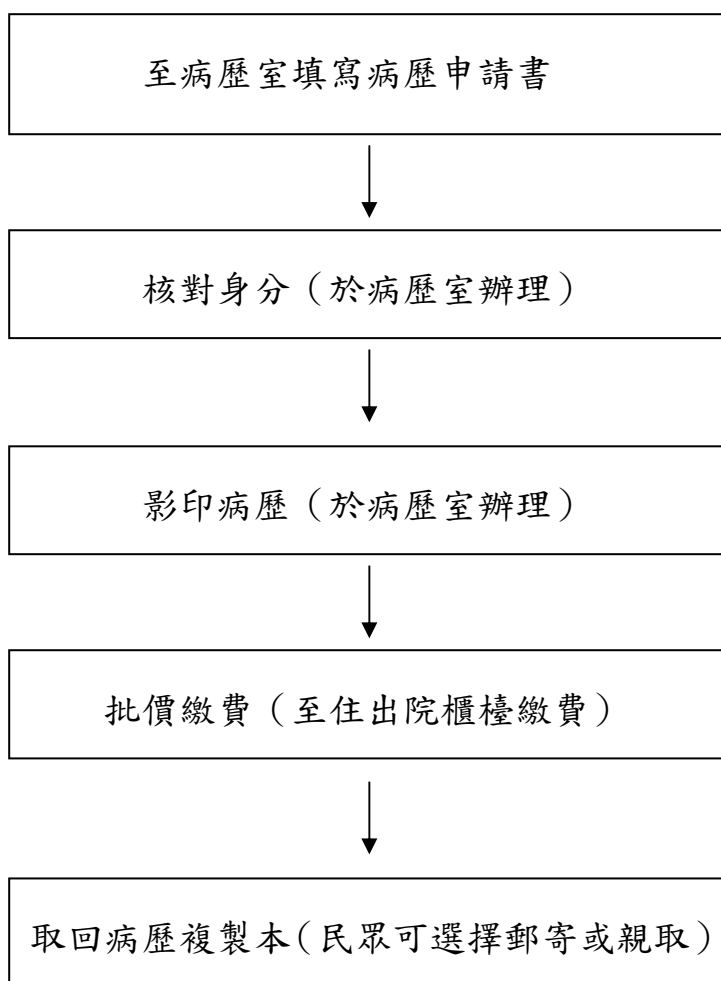 至病歷室填寫病歷申請書
核對身分（於病歷室辦理）
影印病歷（於病歷室辦理）
批價繳費（至住出院櫃檯繳費）
取回病歷複製本（民眾可選擇郵寄或親取）